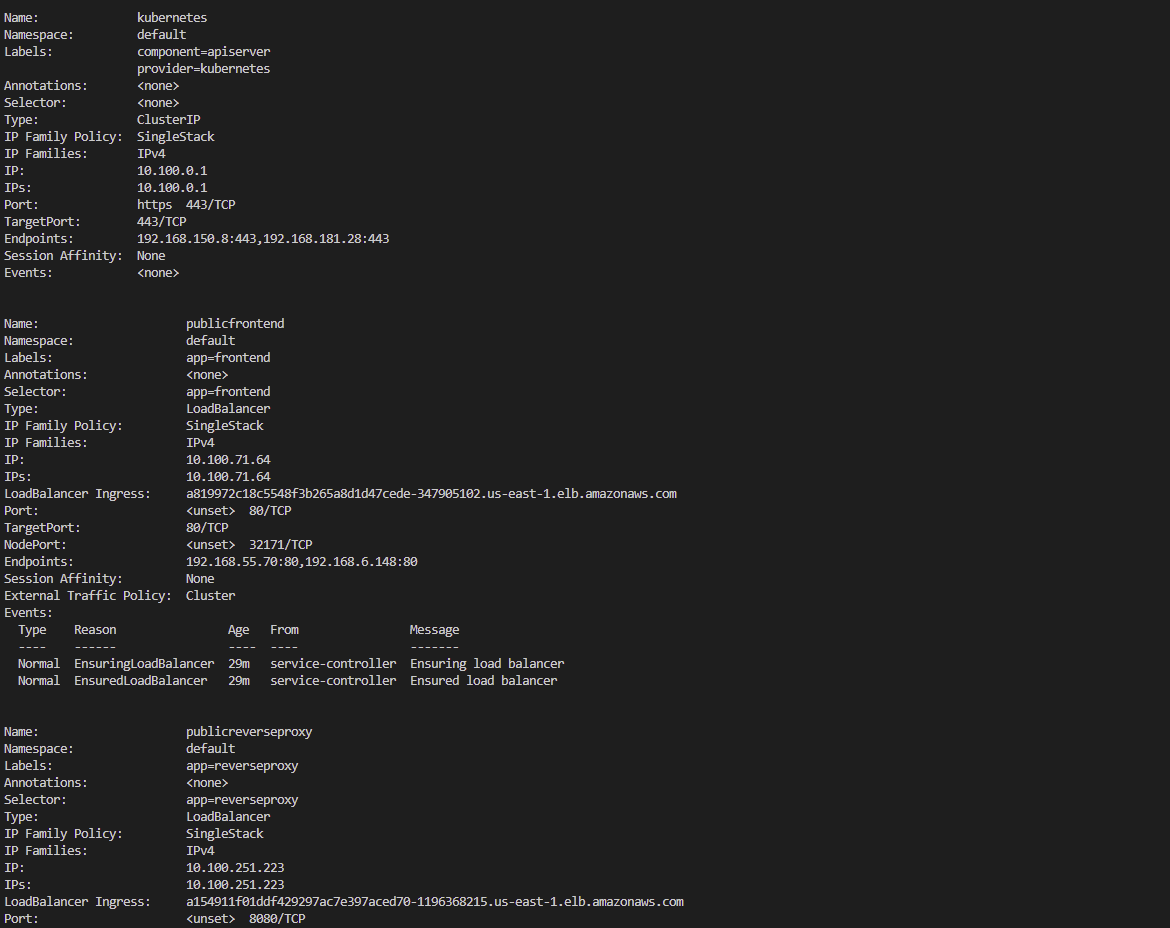 Name:              kubernetes
Namespace:         default
Labels:            component=apiserver
                   provider=kubernetes
Annotations:       <none>
Selector:          <none>
Type:              ClusterIP
IP Family Policy:  SingleStack
IP Families:       IPv4
IP:                10.100.0.1
IPs:               10.100.0.1
Port:              https  443/TCP
TargetPort:        443/TCP
Endpoints:         192.168.150.8:443,192.168.181.28:443
Session Affinity:  None
Events:            <none>
Name:                     publicfrontend
Namespace:                default
Labels:                   app=frontend
Annotations:              <none>
Selector:                 app=frontend
Type:                     LoadBalancer
IP Family Policy:         SingleStack
IP Families:              IPv4
IP:                       10.100.71.64
IPs:                      10.100.71.64
LoadBalancer Ingress:     a819972c18c5548f3b265a8d1d47cede-347905102.us-east-1.elb.amazonaws.com
Port:                     <unset>  80/TCP
TargetPort:               80/TCP
NodePort:                 <unset>  32171/TCP
Endpoints:                192.168.55.70:80,192.168.6.148:80
Session Affinity:         None
External Traffic Policy:  Cluster
Events:
  Type    Reason                Age   From                Message
  ----    ------                ----  ----                -------
  Normal  EnsuringLoadBalancer  29m   service-controller  Ensuring load balancer
  Normal  EnsuredLoadBalancer   29m   service-controller  Ensured load balancer
Name:                     publicreverseproxy
Namespace:                default
Labels:                   app=reverseproxy
Annotations:              <none>
Selector:                 app=reverseproxy
Type:                     LoadBalancer
IP Family Policy:         SingleStack
IP Families:              IPv4
IP:                       10.100.251.223
IPs:                      10.100.251.223
LoadBalancer Ingress:     a154911f01ddf429297ac7e397aced70-1196368215.us-east-1.elb.amazonaws.com
Port:                     <unset>  8080/TCP